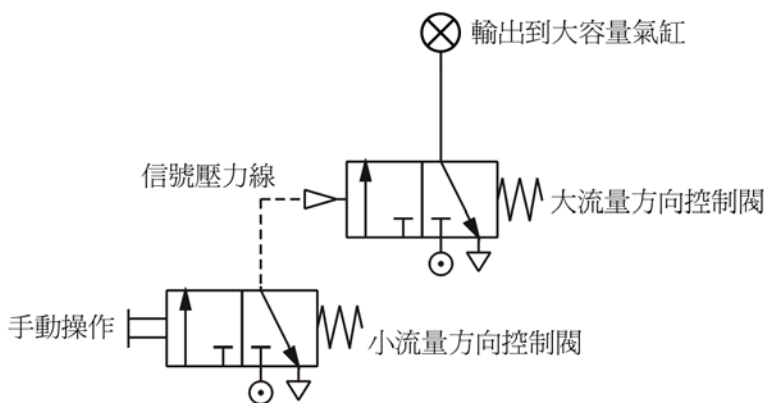 輸出到大容量氣缸
信號壓力線
大流量方向控制閥
手動操作
小流量方向控制閥